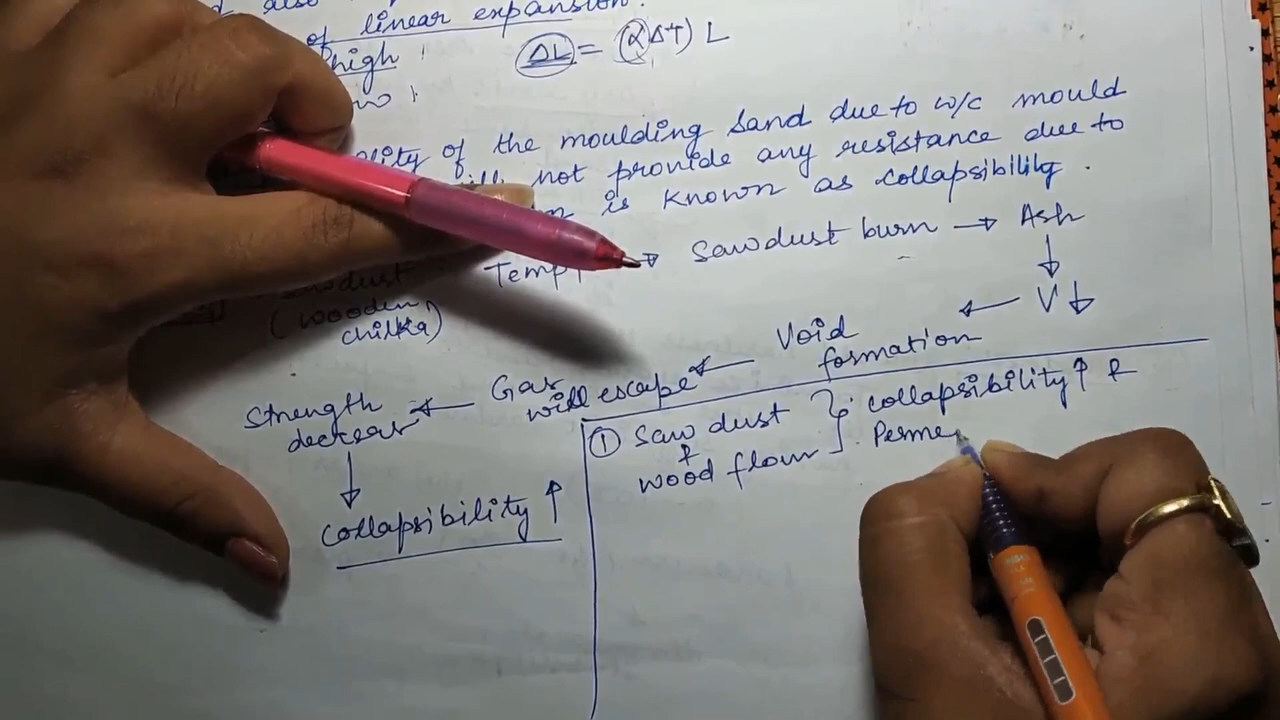 of linear expansion.
high
ΔL = (αΔT) L
of the moulding sand due to w/c mould
not provide any resistance due to
is known as collapsibility.
Temp → Sawdust burn → Ash
↓
(wooden chilka)
V ↓
← Void formation
← Gas will escape
← Strength decrease
↓
collapsibility ↑
① Saw dust & wood flour } : collapsibility ↑ &
Perme